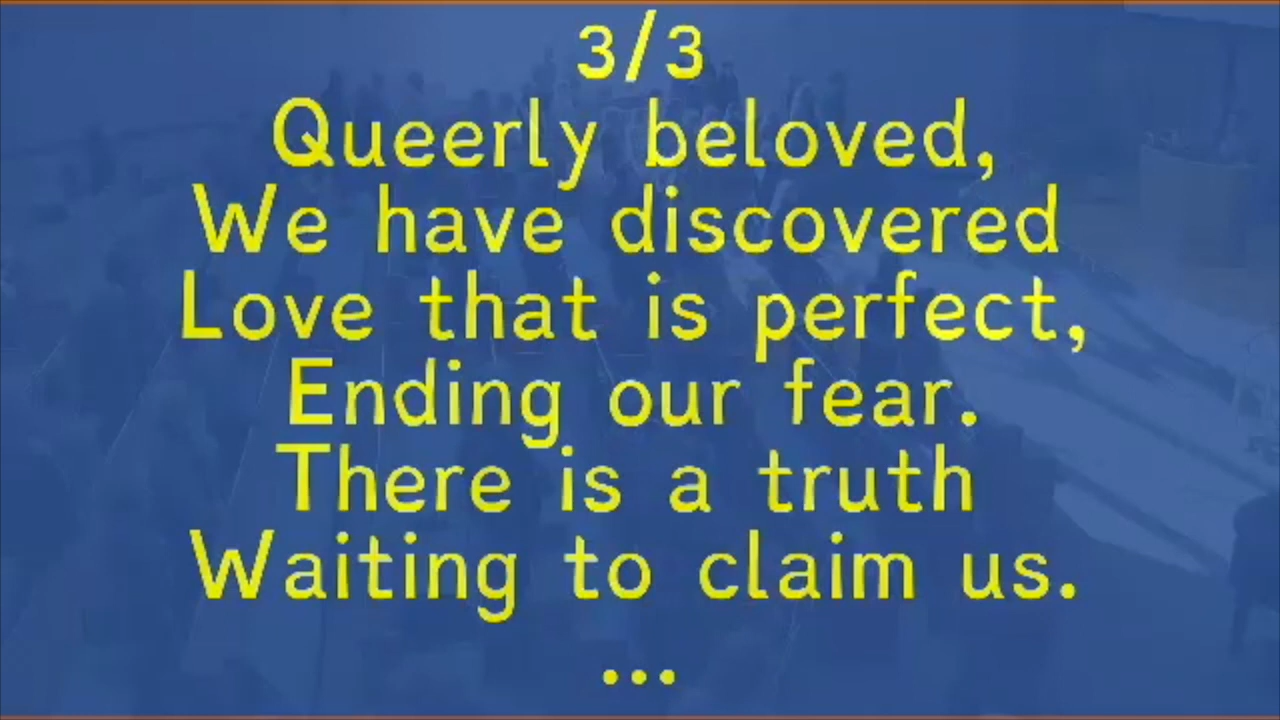 3/3
Queerly beloved,
We have discovered
Love that is perfect,
Ending our fear.
There is a truth
Waiting to claim us.
...